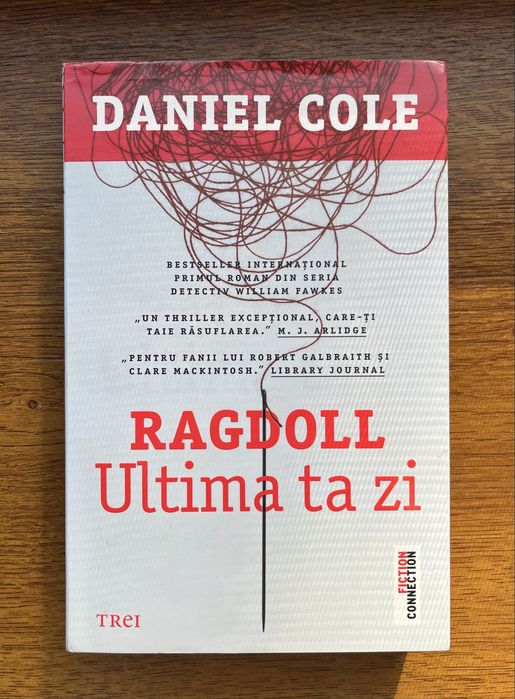 DANIEL COLE
BESTSELLER INTERNAȚIONAL
PRIMUL ROMAN DIN SERIA
DETECTIV WILLIAM FAWKES
„UN THRILLER EXCEPȚIONAL, CARE-ȚI
TAIE RĂSUFLAREA.” M. J. ARLIDGE
„PENTRU FANII LUI ROBERT GALBRAITH ȘI
CLARE MACKINTOSH.” LIBRARY JOURNAL
RAGDOLL
Ultima ta zi
FICTION
CONNECTION
TREI